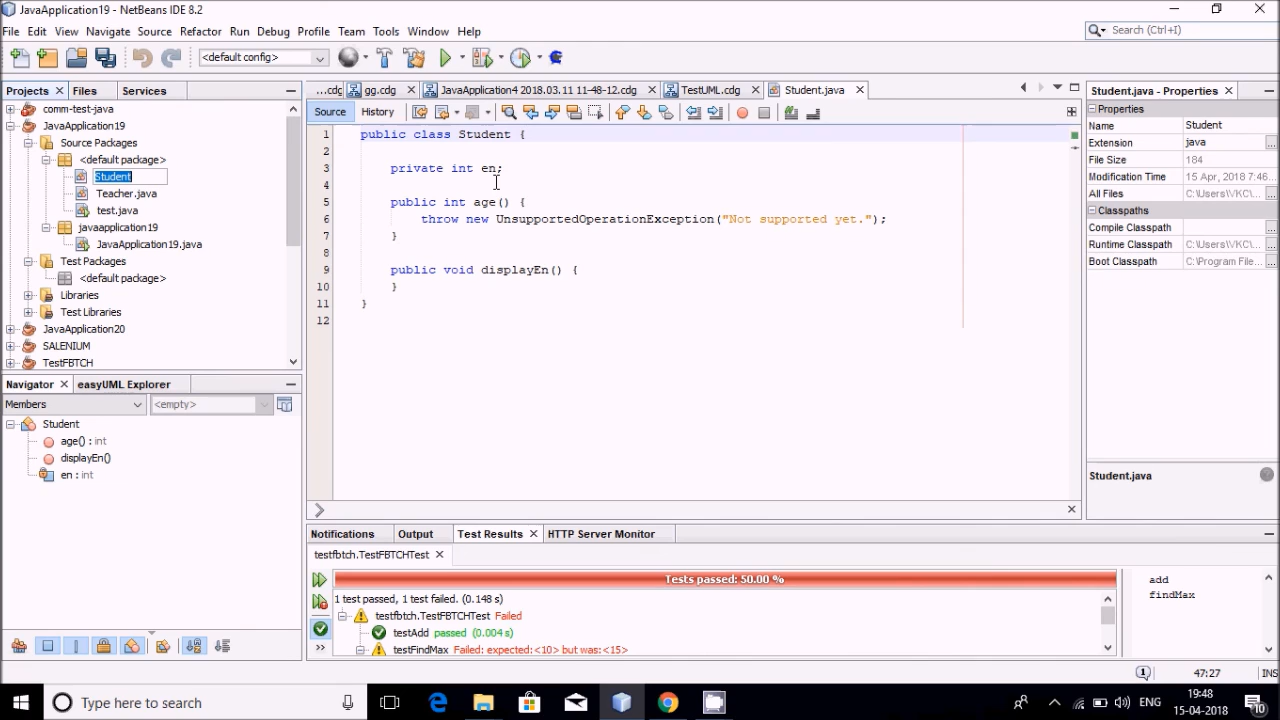 JavaApplication19 - NetBeans IDE 8.2
File Edit View Navigate Source Refactor Run Debug Profile Team Tools Window Help
Search (Ctrl+I)
<default config>
Projects Files Services
comm-test-java
JavaApplication19
Source Packages
<default package>
Student
Teacher.java
test.java
javaapplication19
JavaApplication19.java
Test Packages
<default package>
Libraries
Test Libraries
JavaApplication20
SALENIUM
TestFBTCH
Navigator easyUML Explorer
Members <empty>
Student
age() : int
displayEn()
en : int
...cdg gg.cdg JavaApplication4 2018.03.11 11-48-12.cdg TestUML.cdg Student.java
Source History
1 public class Student {
2
3 private int en;
4
5 public int age() {
6 throw new UnsupportedOperationException("Not supported yet.");
7 }
8
9 public void displayEn() {
10 }
11 }
12
Student.java - Properties
Properties
Name Student
Extension java
File Size 184
Modification Time 15 Apr, 2018 7:46...
All Files C:\Users\VKC...
Classpaths
Compile Classpath
Runtime Classpath C:\Users\VKC...
Boot Classpath C:\Program File...
Student.java
Notifications Output Test Results HTTP Server Monitor
testfbtch.TestFBTCHTest
Tests passed: 50.00 %
1 test passed, 1 test failed. (0.148 s)
testfbtch.TestFBTCHTest Failed
testAdd passed (0.004 s)
testFindMax Failed: expected:<10> but was:<15>
add
findMax
1 47:27 INS
Type here to search
ENG
19:48
15-04-2018
10